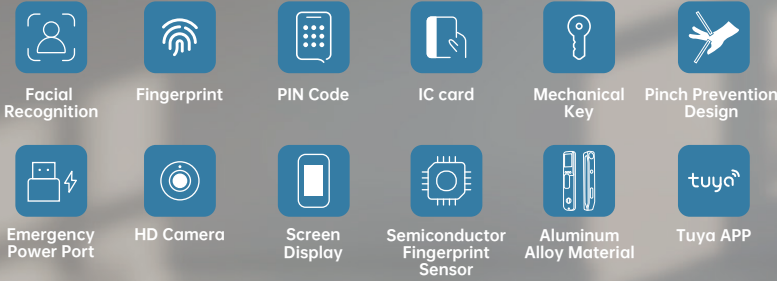 Facial
Recognition
Fingerprint
PIN Code
IC card
Mechanical
Key
Pinch Prevention
Design
Emergency
Power Port
HD Camera
Screen
Display
Semiconductor
Fingerprint
Sensor
Aluminum
Alloy Material
tuya
Tuya APP